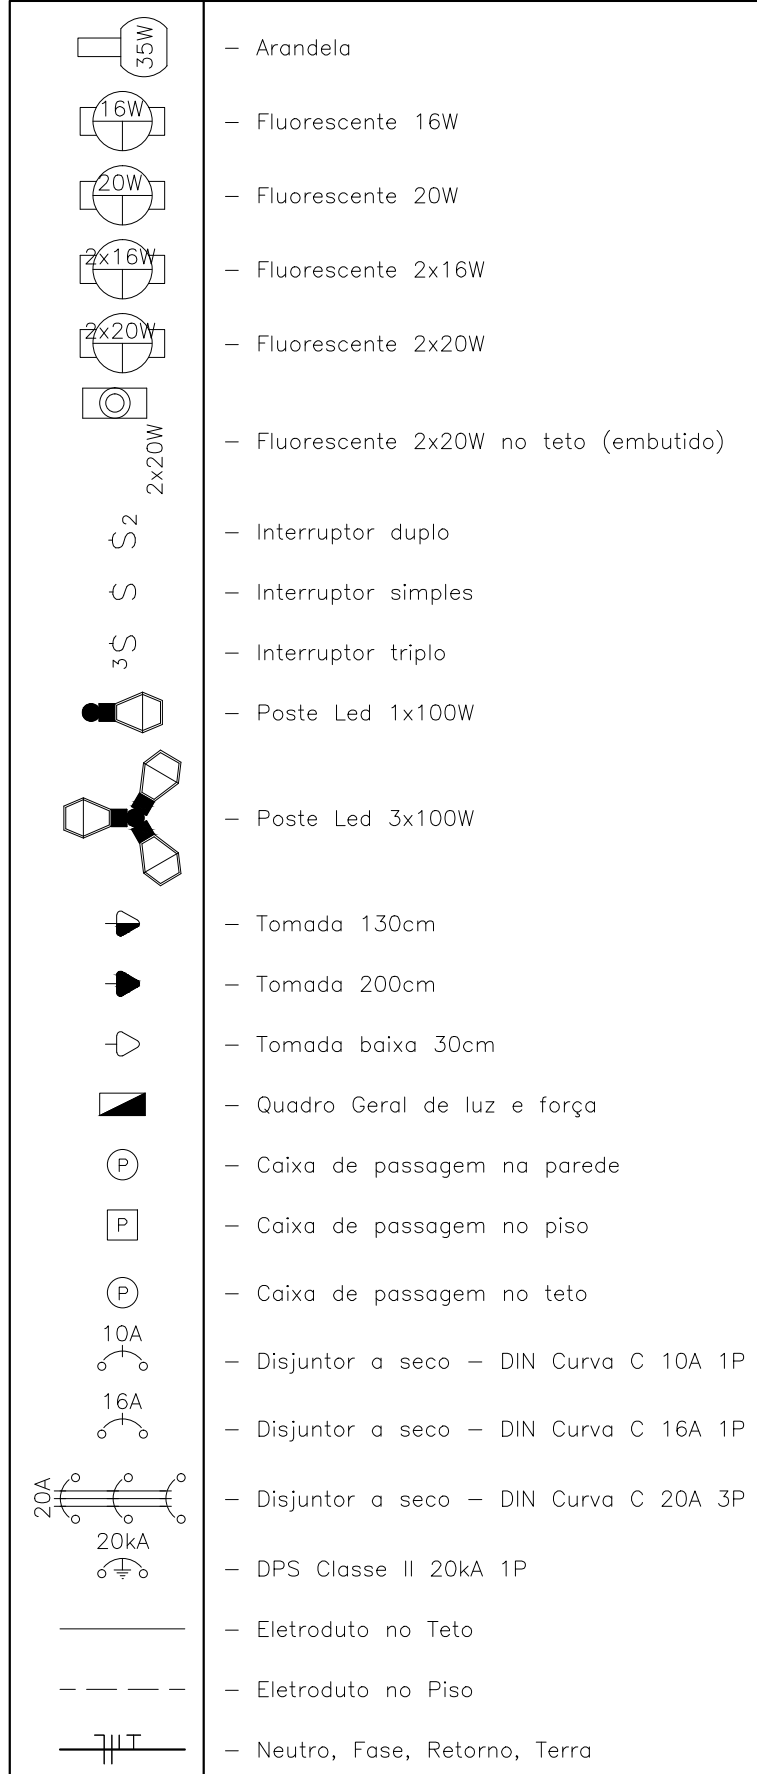 35W
– Arandela
16W
– Fluorescente 16W
20W
– Fluorescente 20W
2x16W
– Fluorescente 2x16W
2x20W
– Fluorescente 2x20W
2x20W
– Fluorescente 2x20W no teto (embutido)
S2
– Interruptor duplo
S
– Interruptor simples
3S
– Interruptor triplo
– Poste Led 1x100W
– Poste Led 3x100W
– Tomada 130cm
– Tomada 200cm
– Tomada baixa 30cm
– Quadro Geral de luz e força
P
– Caixa de passagem na parede
P
– Caixa de passagem no piso
P
– Caixa de passagem no teto
10A
– Disjuntor a seco – DIN Curva C 10A 1P
16A
– Disjuntor a seco – DIN Curva C 16A 1P
20A
– Disjuntor a seco – DIN Curva C 20A 3P
20kA
– DPS Classe II 20kA 1P
– Eletroduto no Teto
– Eletroduto no Piso
– Neutro, Fase, Retorno, Terra